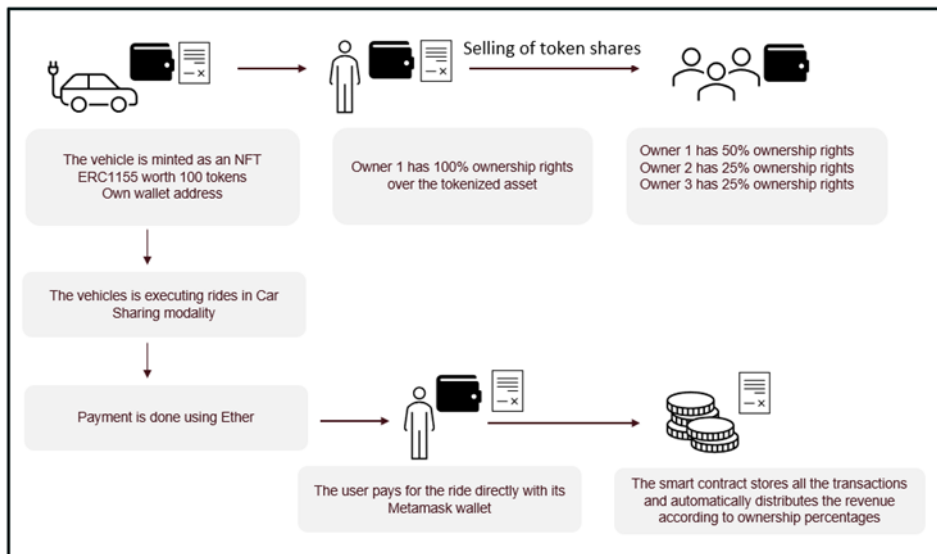 Selling of token shares
The vehicle is minted as an NFT
ERC1155 worth 100 tokens
Own wallet address
Owner 1 has 100% ownership rights
over the tokenized asset
Owner 1 has 50% ownership rights
Owner 2 has 25% ownership rights
Owner 3 has 25% ownership rights
The vehicles is executing rides in Car
Sharing modality
Payment is done using Ether
The user pays for the ride directly with its
Metamask wallet
The smart contract stores all the transactions
and automatically distributes the revenue
according to ownership percentages